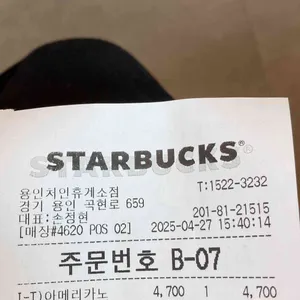 STARBUCKS®
용인처인휴게소점 T:1522-3232
경기 용인 곡현로 659
대표: 손정현 201-81-21515
[매장#4620 POS 02] 2025-04-27 15:40:14
주문번호 B-07
I-T)아메리카노 4,700 1 4,700